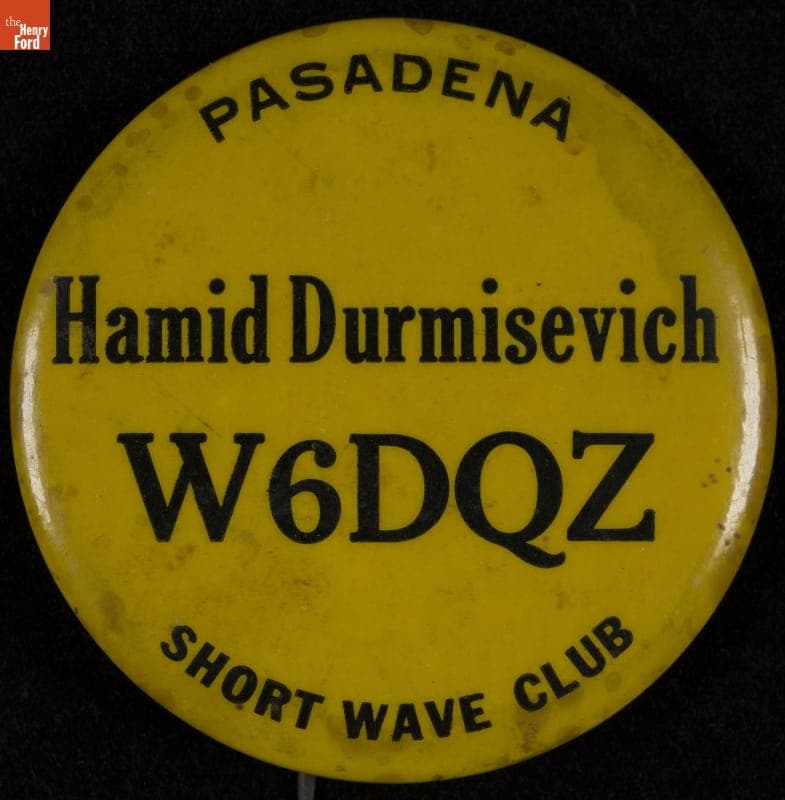 the
Henry
Ford
PASADENA
Hamid Durmisevich
W6DQZ
SHORT WAVE CLUB